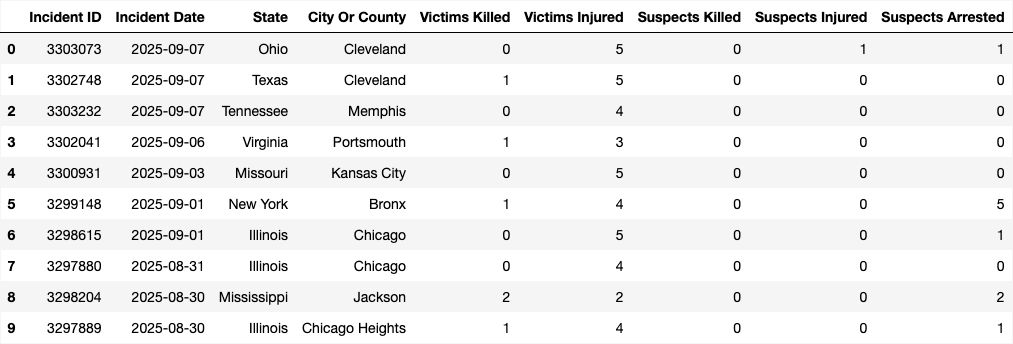 Incident ID Incident Date State City Or County Victims Killed Victims Injured Suspects Killed Suspects Injured Suspects Arrested
0 3303073 2025-09-07 Ohio Cleveland 0 5 0 1 1
1 3302748 2025-09-07 Texas Cleveland 1 5 0 0 0
2 3303232 2025-09-07 Tennessee Memphis 0 4 0 0 0
3 3302041 2025-09-06 Virginia Portsmouth 1 3 0 0 0
4 3300931 2025-09-03 Missouri Kansas City 0 5 0 0 0
5 3299148 2025-09-01 New York Bronx 1 4 0 0 5
6 3298615 2025-09-01 Illinois Chicago 0 5 0 0 1
7 3297880 2025-08-31 Illinois Chicago 0 4 0 0 0
8 3298204 2025-08-30 Mississippi Jackson 2 2 0 0 2
9 3297889 2025-08-30 Illinois Chicago Heights 1 4 0 0 1